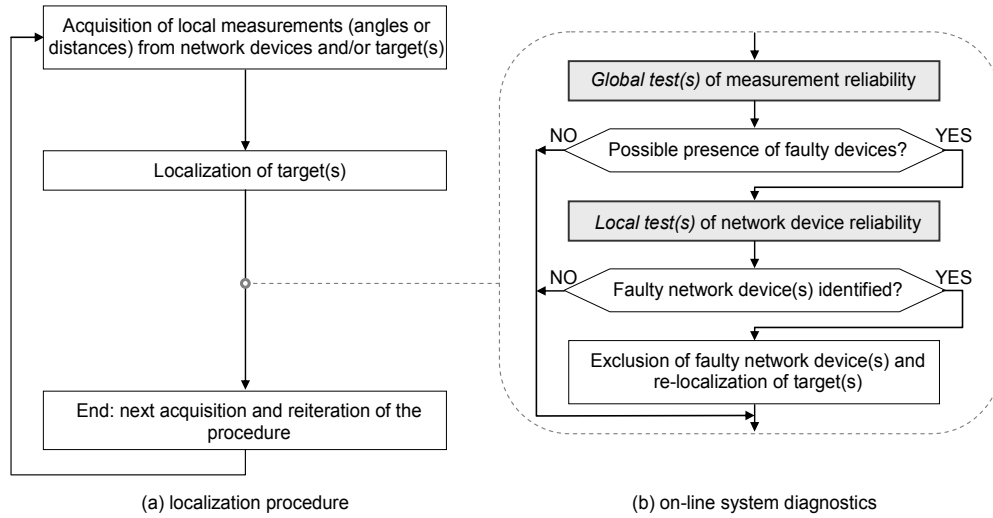 Acquisition of local measurements (angles or
distances) from network devices and/or target(s)
Localization of target(s)
End: next acquisition and reiteration of the
procedure
(a) localization procedure
Global test(s) of measurement reliability
NO
YES
Possible presence of faulty devices?
Local test(s) of network device reliability
NO
YES
Faulty network device(s) identified?
Exclusion of faulty network device(s) and
re-localization of target(s)
(b) on-line system diagnostics